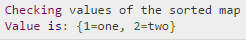 Checking values of the sorted map
Value is: {1=one, 2=two}